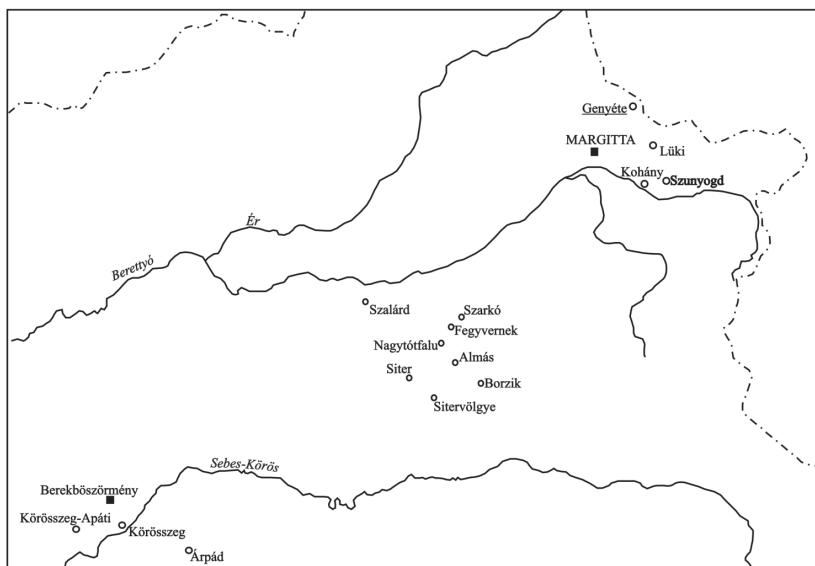 Genyéte
MARGITTA
Lüki
Kohány
Szunyogd
Ér
Berettyó
Szalárd
Szarkó
Fegyvernek
Nagytótfalu
Almás
Siter
Borzik
Sitervölgye
Sebes-Körös
Berekböszörmény
Körösszeg-Apáti
Körösszeg
Árpád